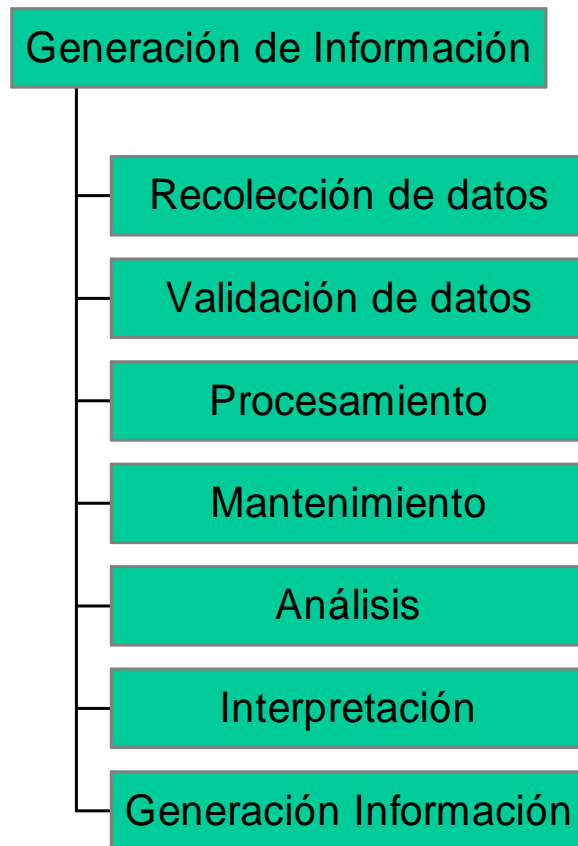 Generación de Información
Recolección de datos
Validación de datos
Procesamiento
Mantenimiento
Análisis
Interpretación
Generación Información